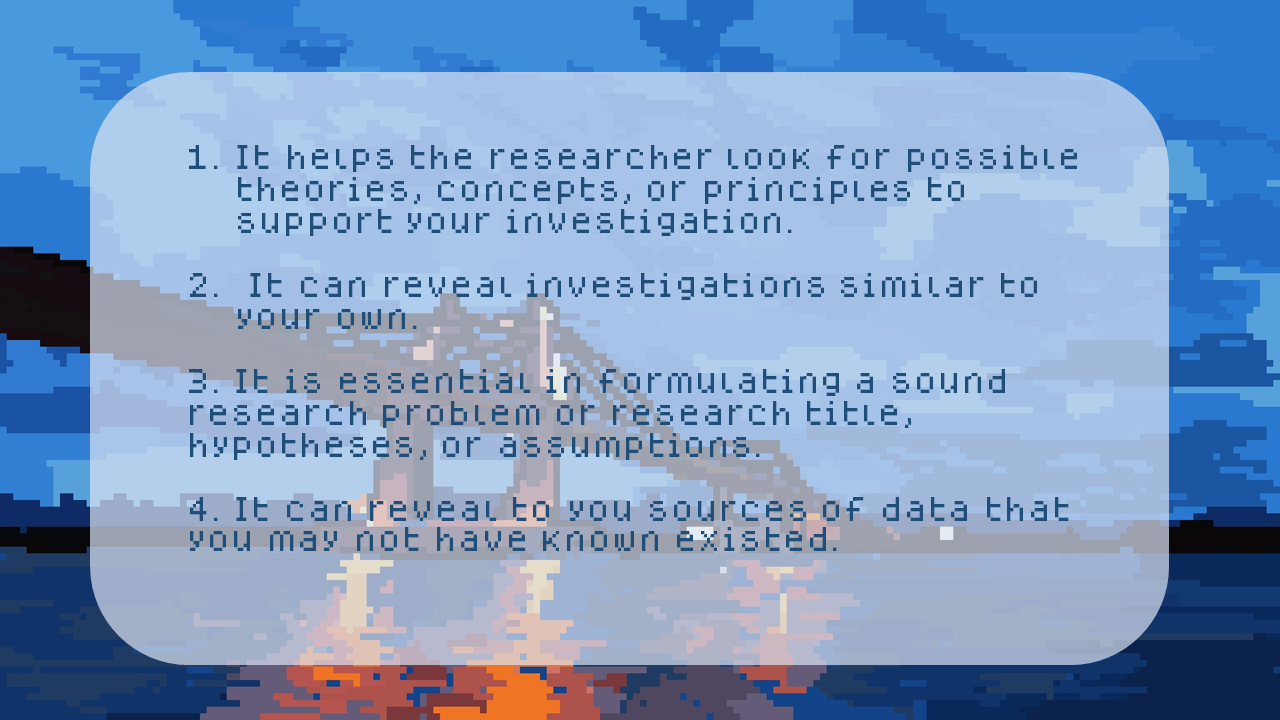 1. It helps the researcher look for possible
theories, concepts, or principles to
support your investigation.
2. It can reveal investigations similar to
your own.
3. It is essential in formulating a sound
research problem or research title,
hypotheses, or assumptions.
4. It can reveal to you sources of data that
you may not have known existed.